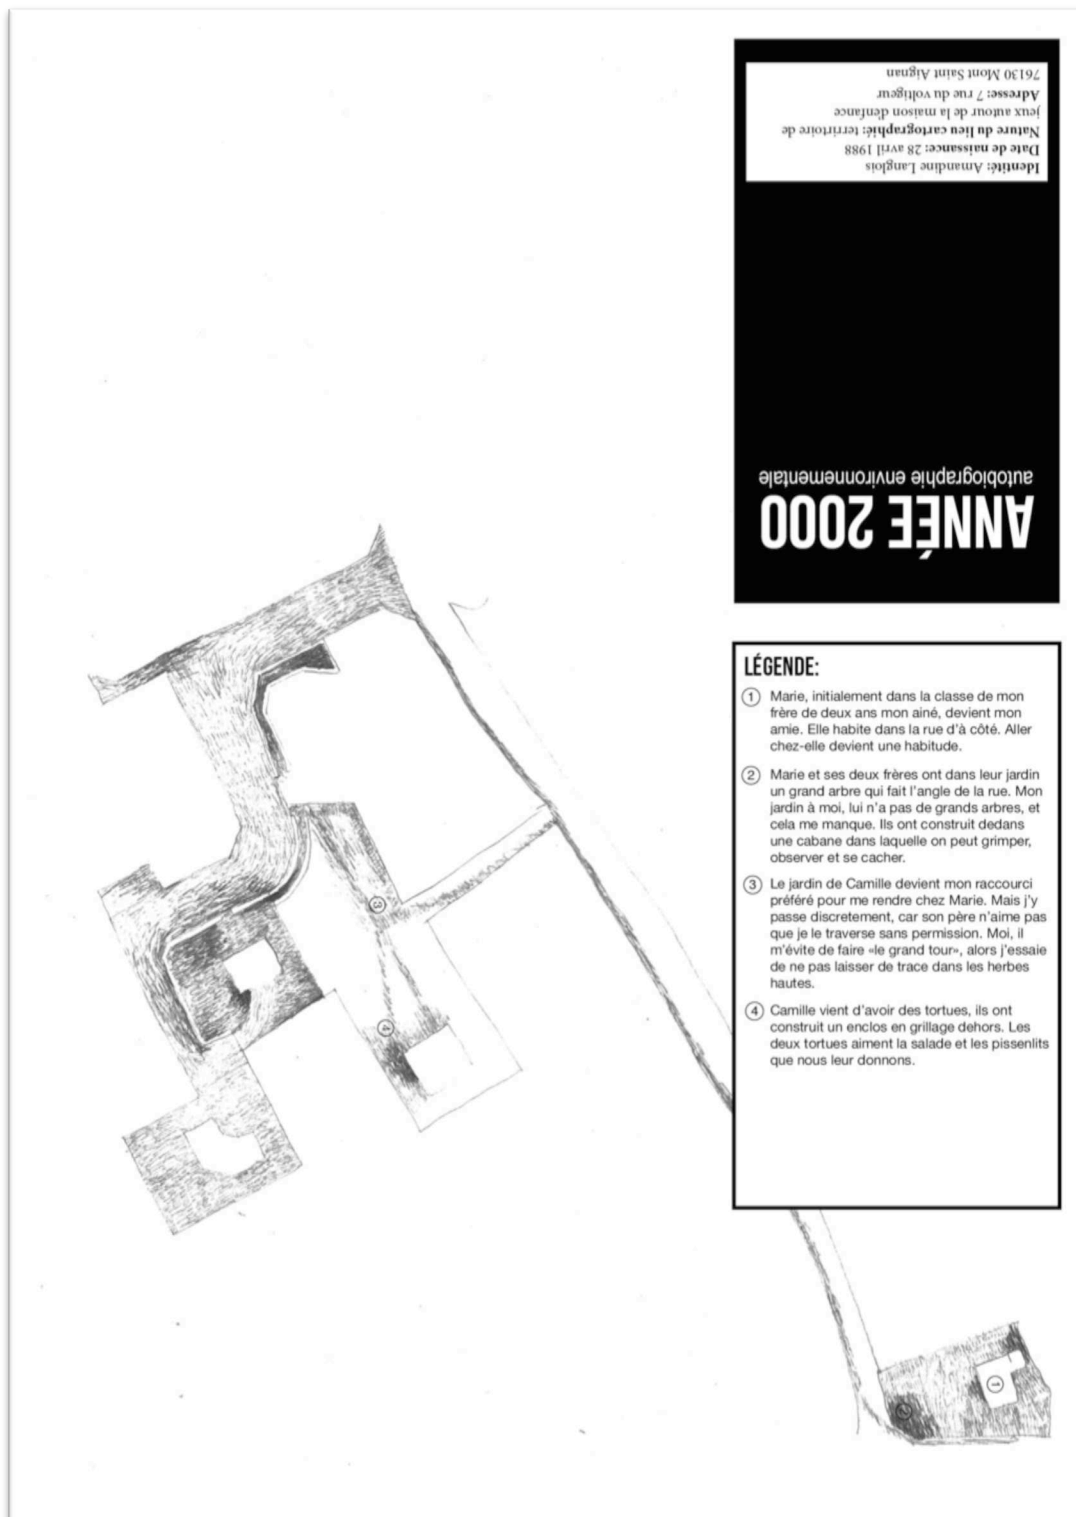 ANNÉE 2000
autobiographie environnementale
Identité: Amandine Langlois
Date de naissance: 28 avril 1988
Nature du lieu cartographié: terrirtoire de
jeux autour de la maison denfance
Adresse: 7 rue du voltigeur
76130 Mont Saint Aignan
LÉGENDE:
1 Marie, initialement dans la classe de mon
frère de deux ans mon ainé, devient mon
amie. Elle habite dans la rue d'à côté. Aller
chez-elle devient une habitude.
2 Marie et ses deux frères ont dans leur jardin
un grand arbre qui fait l'angle de la rue. Mon
jardin à moi, lui n'a pas de grands arbres, et
cela me manque. Ils ont construit dedans
une cabane dans laquelle on peut grimper,
observer et se cacher.
3 Le jardin de Camille devient mon raccourci
préféré pour me rendre chez Marie. Mais j'y
passe discretement, car son père n'aime pas
que je le traverse sans permission. Moi, il
m'évite de faire «le grand tour», alors j'essaie
de ne pas laisser de trace dans les herbes
hautes.
4 Camille vient d'avoir des tortues, ils ont
construit un enclos en grillage dehors. Les
deux tortues aiment la salade et les pissenlits
que nous leur donnons.
3
4
1
2